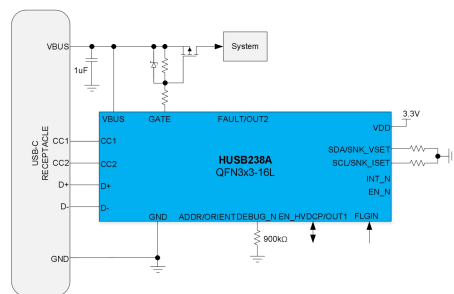 VBUS
System
1uF
VBUS
GATE
FAULT/OUT2
3.3V
VDD
USB-C
RECEPTACLE
CC1
CC1
HUSB238A
QFN3x3-16L
SDA/SNK_VSET
CC2
CC2
SCL/SNK_ISET
D+
D+
INT_N
D-
D-
EN_N
GND
ADDR/ORIENT
DEBUG_N
EN_HVDCP/OUT1
FLGIN
900kΩ
GND